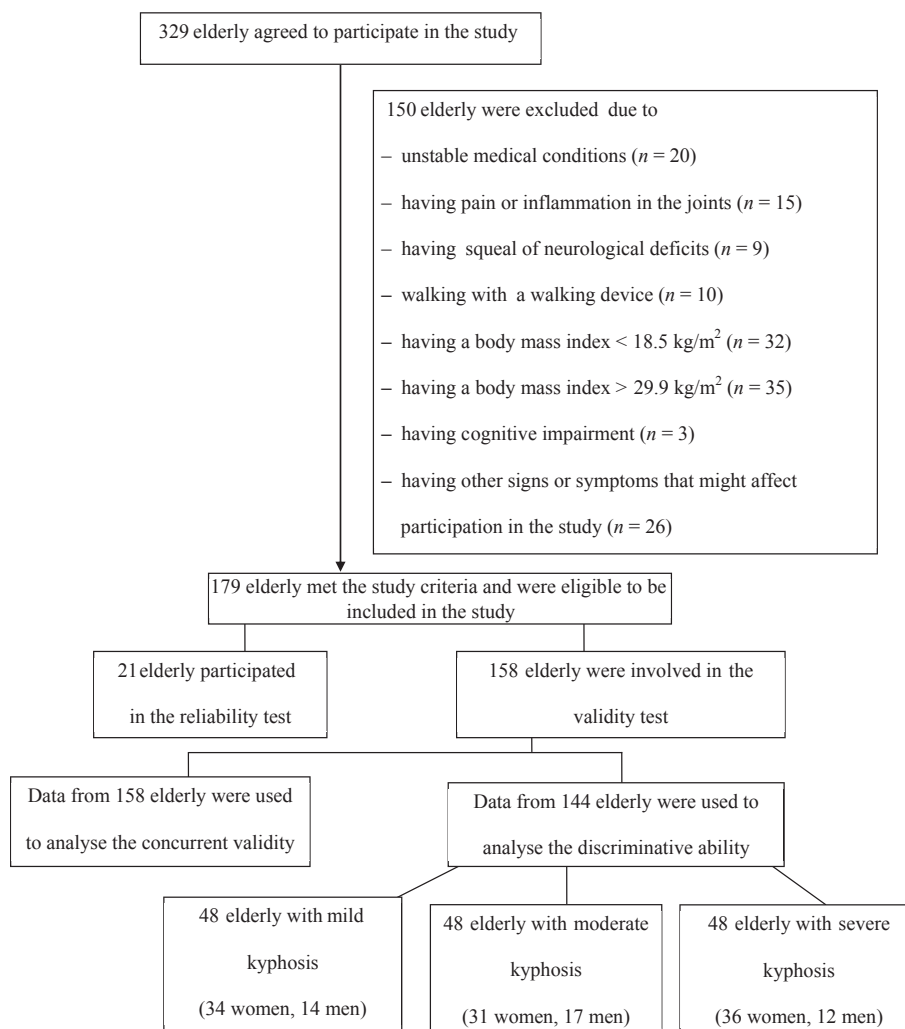 329 elderly agreed to participate in the study
150 elderly were excluded due to
– unstable medical conditions (n = 20)
– having pain or inflammation in the joints (n = 15)
– having squeal of neurological deficits (n = 9)
– walking with a walking device (n = 10)
– having a body mass index < 18.5 kg/m² (n = 32)
– having a body mass index > 29.9 kg/m² (n = 35)
– having cognitive impairment (n = 3)
– having other signs or symptoms that might affect
participation in the study (n = 26)
179 elderly met the study criteria and were eligible to be
included in the study
21 elderly participated
in the reliability test
158 elderly were involved in the
validity test
Data from 158 elderly were used
to analyse the concurrent validity
Data from 144 elderly were used to
analyse the discriminative ability
48 elderly with mild
kyphosis
(34 women, 14 men)
48 elderly with moderate
kyphosis
(31 women, 17 men)
48 elderly with severe
kyphosis
(36 women, 12 men)